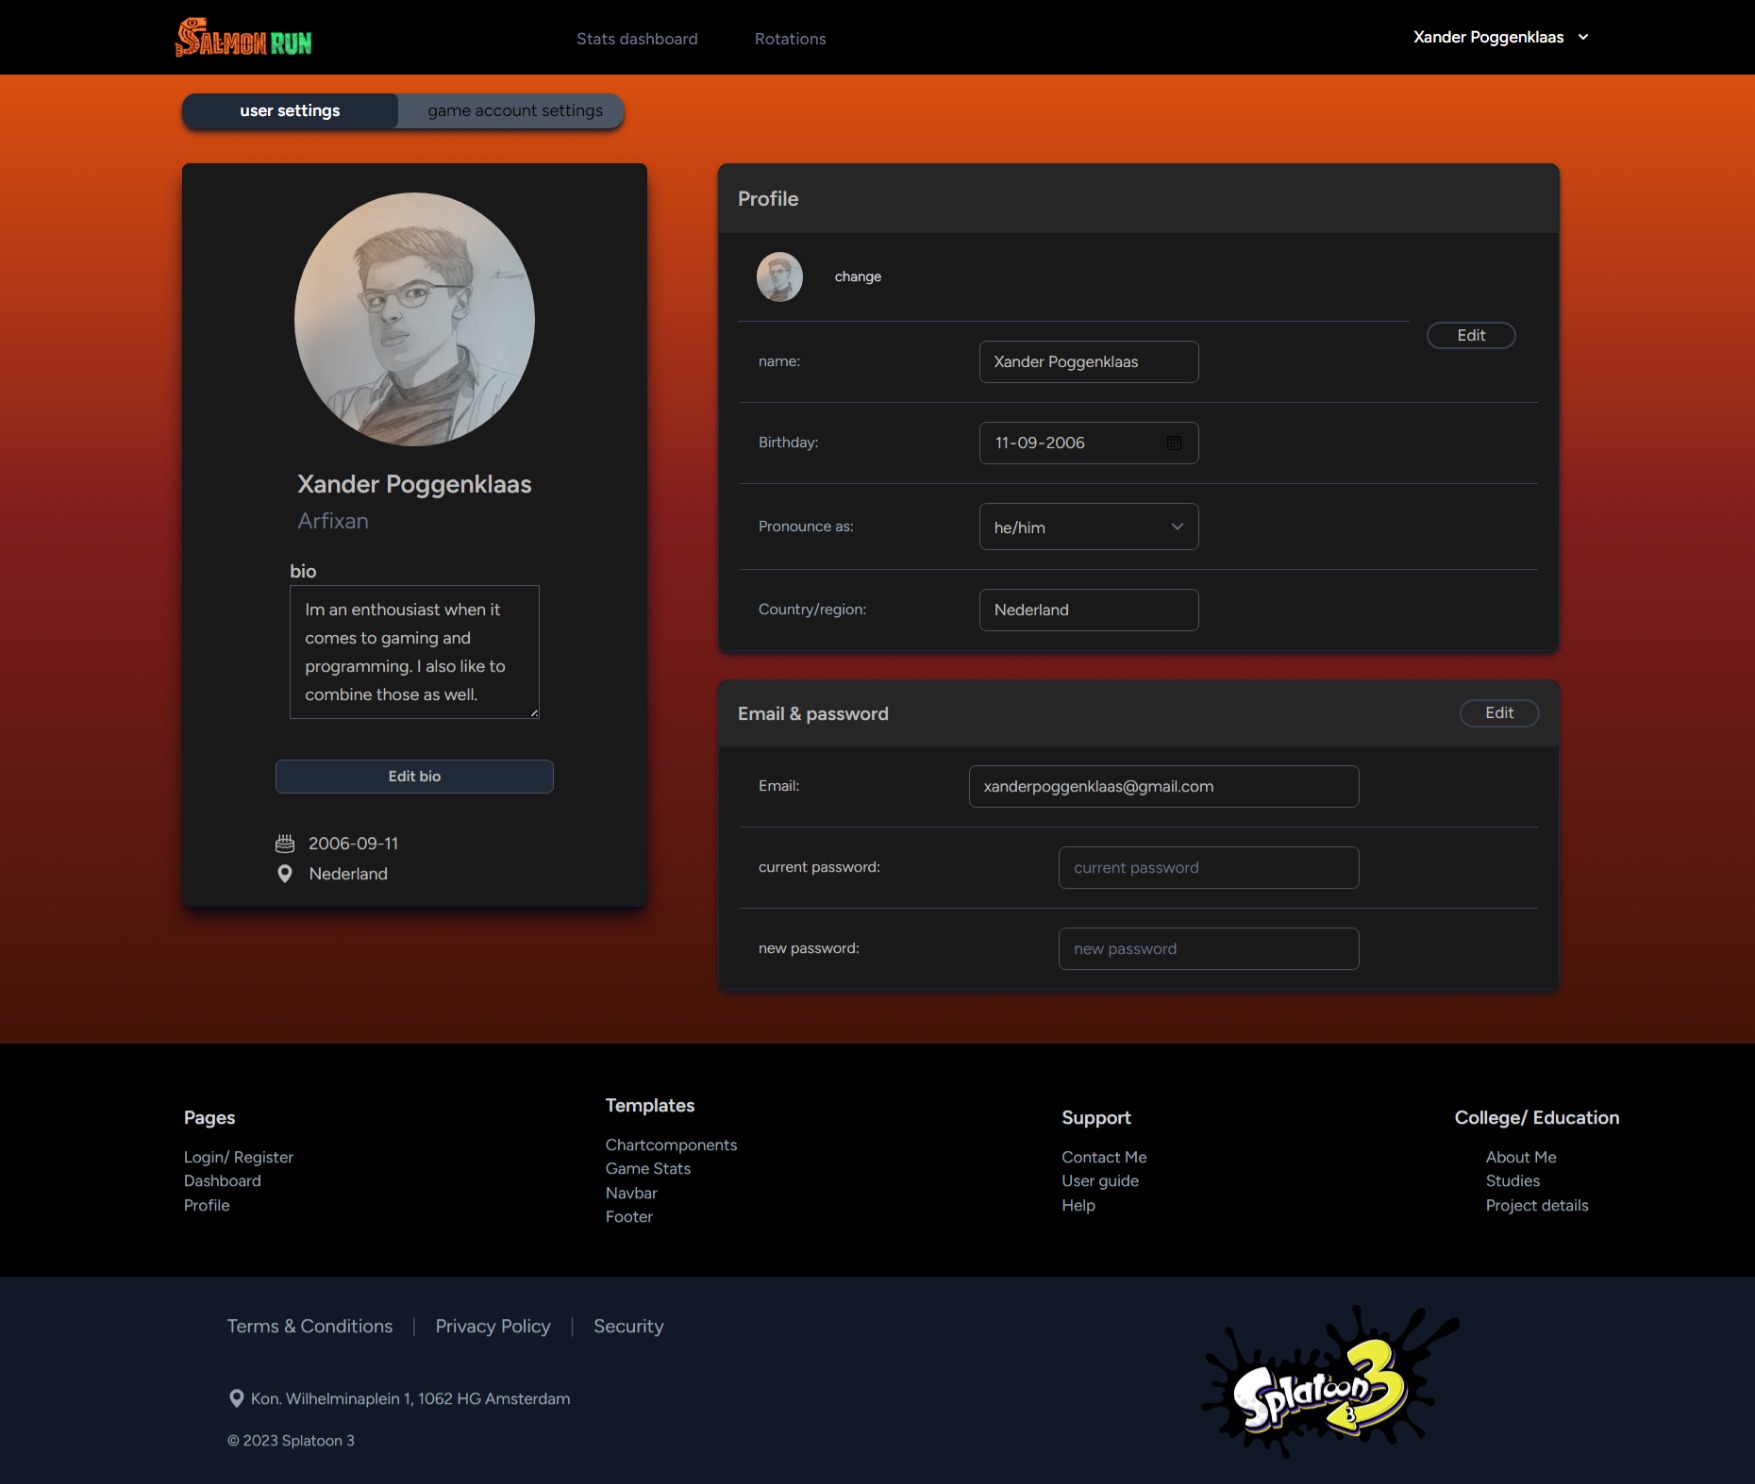 SALMON RUN
Stats dashboard
Rotations
Xander Poggenklaas
user settings
game account settings
Xander Poggenklaas
Arfixan
bio
Im an enthousiast when it
comes to gaming and
programming. I also like to
combine those as well.
Edit bio
2006-09-11
Nederland
Profile
change
Edit
name:
Xander Poggenklaas
Birthday:
11-09-2006
Pronounce as:
he/him
Country/region:
Nederland
Email & password
Edit
Email:
xanderpoggenklaas@gmail.com
current password:
current password
new password:
new password
Pages
Login/ Register
Dashboard
Profile
Templates
Chartcomponents
Game Stats
Navbar
Footer
Support
Contact Me
User guide
Help
College/ Education
About Me
Studies
Project details
Terms & Conditions | Privacy Policy | Security
Kon. Wilhelminaplein 1, 1062 HG Amsterdam
© 2023 Splatoon 3
Splatoon 3
3